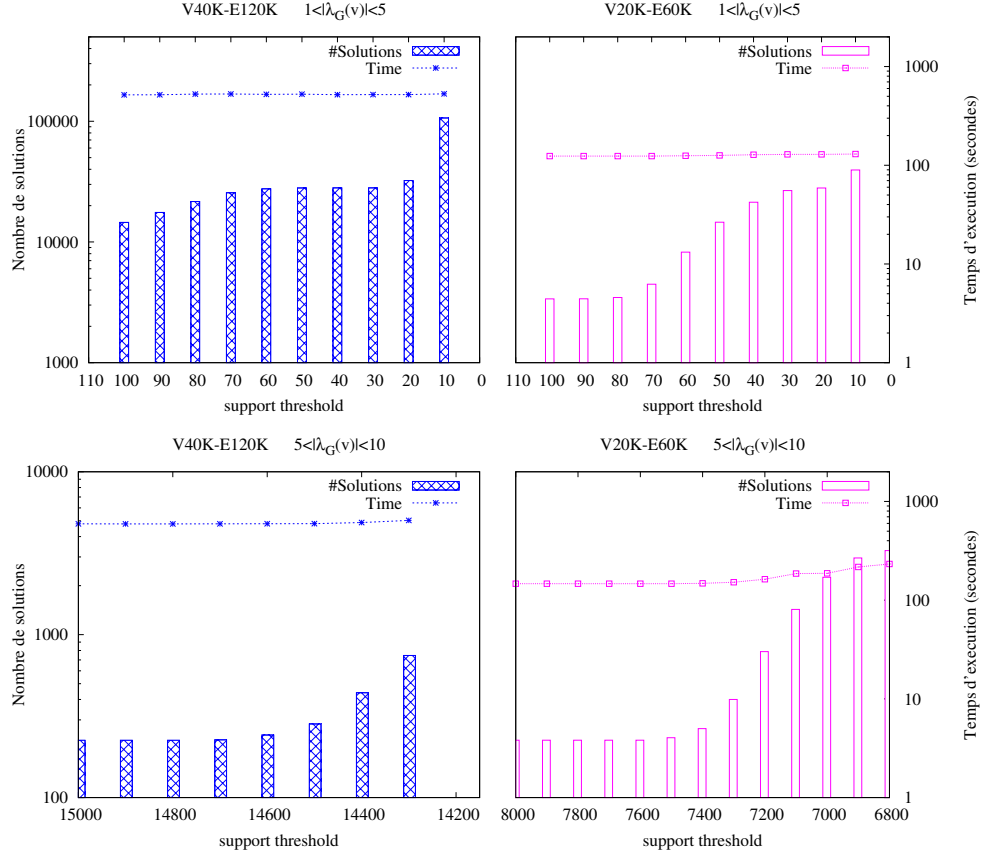 V40K-E120K 1<|λ_G(v)|<5
V20K-E60K 1<|λ_G(v)|<5
#Solutions
Time
100000
10000
1000
Nombre de solutions
110 100 90 80 70 60 50 40 30 20 10 0
support threshold
#Solutions
Time
1000
100
10
1
Temps d'execution (secondes)
110 100 90 80 70 60 50 40 30 20 10 0
support threshold
V40K-E120K 5<|λ_G(v)|<10
V20K-E60K 5<|λ_G(v)|<10
#Solutions
Time
10000
1000
100
Nombre de solutions
15000 14800 14600 14400 14200
support threshold
#Solutions
Time
1000
100
10
1
Temps d'execution (secondes)
8000 7800 7600 7400 7200 7000 6800
support threshold